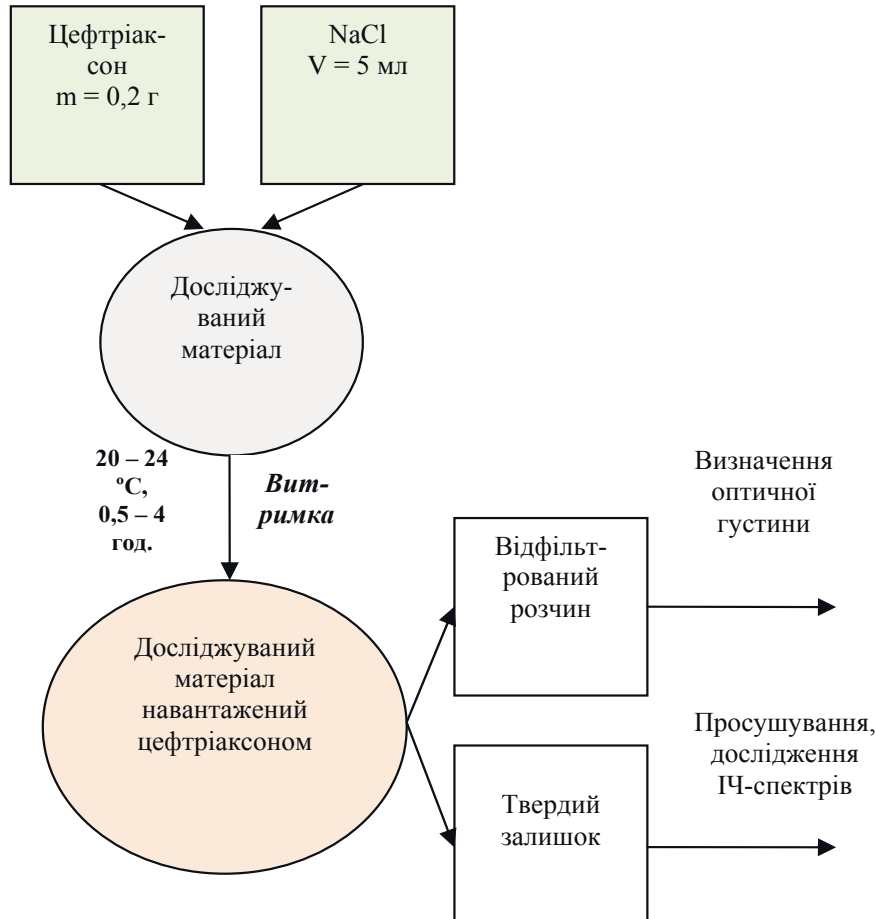 Цефтріак-
сон
m = 0,2 г
NaCl
V = 5 мл
Досліджу-
ваний
матеріал
20 – 24
°С,
0,5 – 4
год.
Вит-
римка
Визначення
оптичної
густини
Відфільт-
рований
розчин
Досліджуваний
матеріал
навантажений
цефтріаксоном
Просушування,
дослідження
ІЧ-спектрів
Твердий
залишок